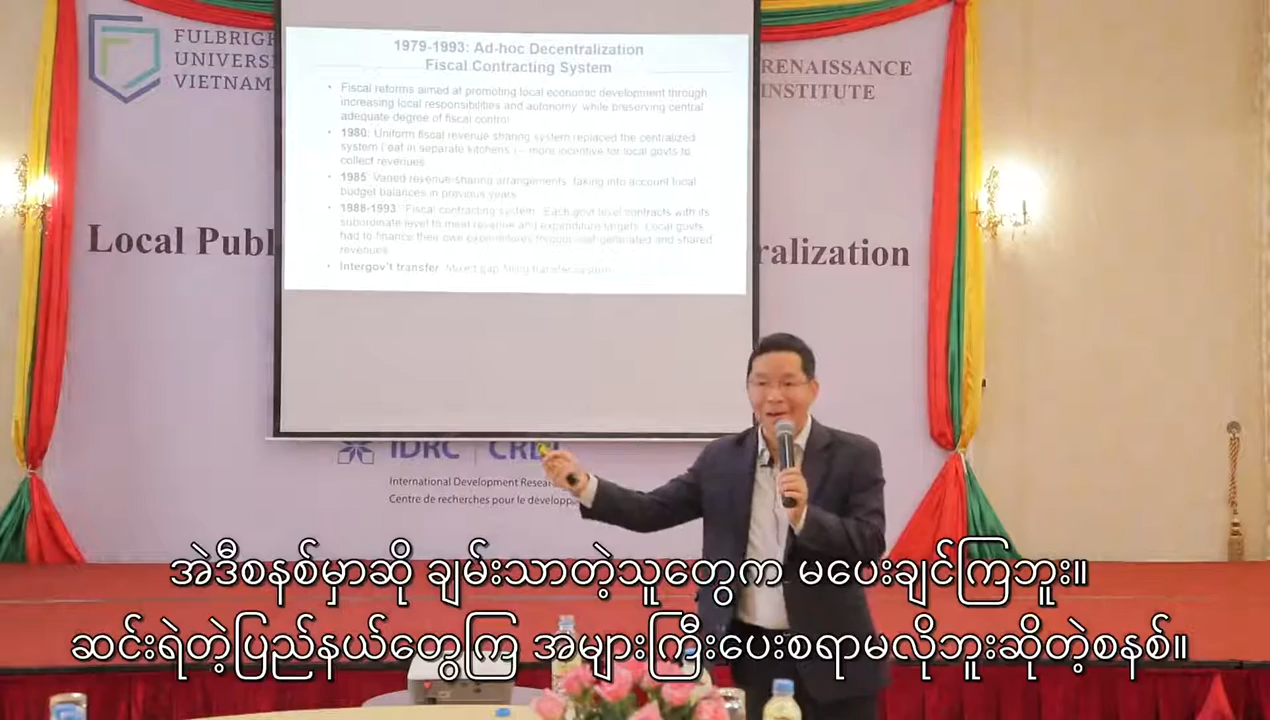 FULBRIGH
UNIVERSI
VIETNAM
1979-1993: Ad-hoc Decentralization
Fiscal Contracting System
RENAISSANCE
INSTITUTE
• Fiscal reforms aimed at promoting local economic development through
increasing local responsibilities and autonomy while preserving central
adequate degree of fiscal control
• 1980: Uniform fiscal revenue sharing system replaced the centralized
system ("eat in separate kitchens") – more incentive for local govts to
collect revenues
• 1985: Varied revenue-sharing arrangements, taking into account local
budget balances in previous years
• 1988-1993: "Fiscal contracting system": Each govt level contracts with its
subordinate level to meet revenue and expenditure targets. Local govts
had to finance their own expenditures through self-generated and shared
revenues
• Intergov't transfer:
Local Publ
ralization
IDRC | CRDI
International Development Resear
Centre de recherches pour le développ
အဲဒီစနစ်မှာဆို ချမ်းသာတဲ့သူတွေက မပေးချင်ကြဘူး။
ဆင်းရဲတဲ့ပြည်နယ်တွေကြ အများကြီးပေးစရာမလိုဘူးဆိုတဲ့စနစ်။